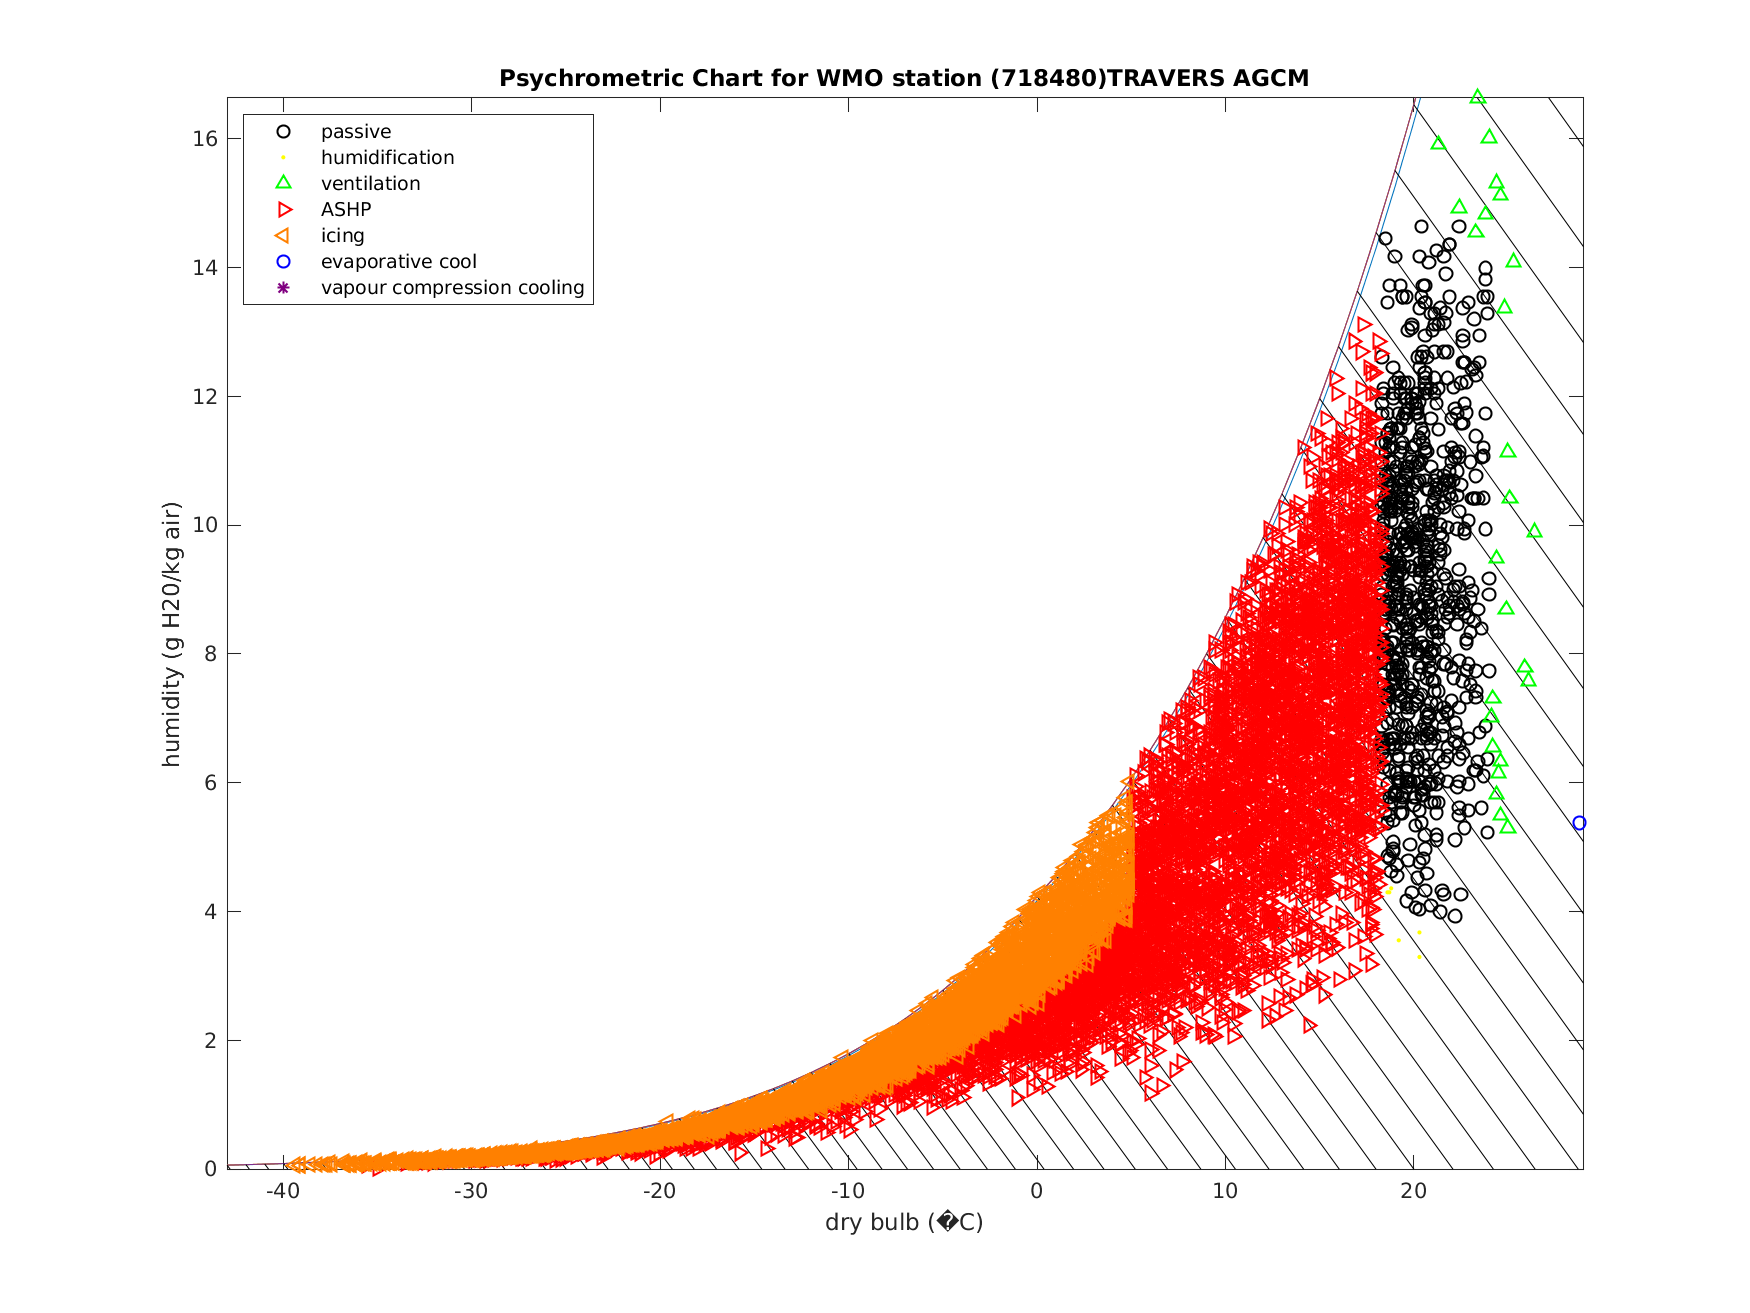 Psychrometric Chart for WMO station (718480)TRAVERS AGCM
passive
humidification
ventilation
ASHP
icing
evaporative cool
vapour compression cooling
humidity (g H20/kg air)
16
14
12
10
8
6
4
2
0
-40 -30 -20 -10 0 10 20
dry bulb (�C)